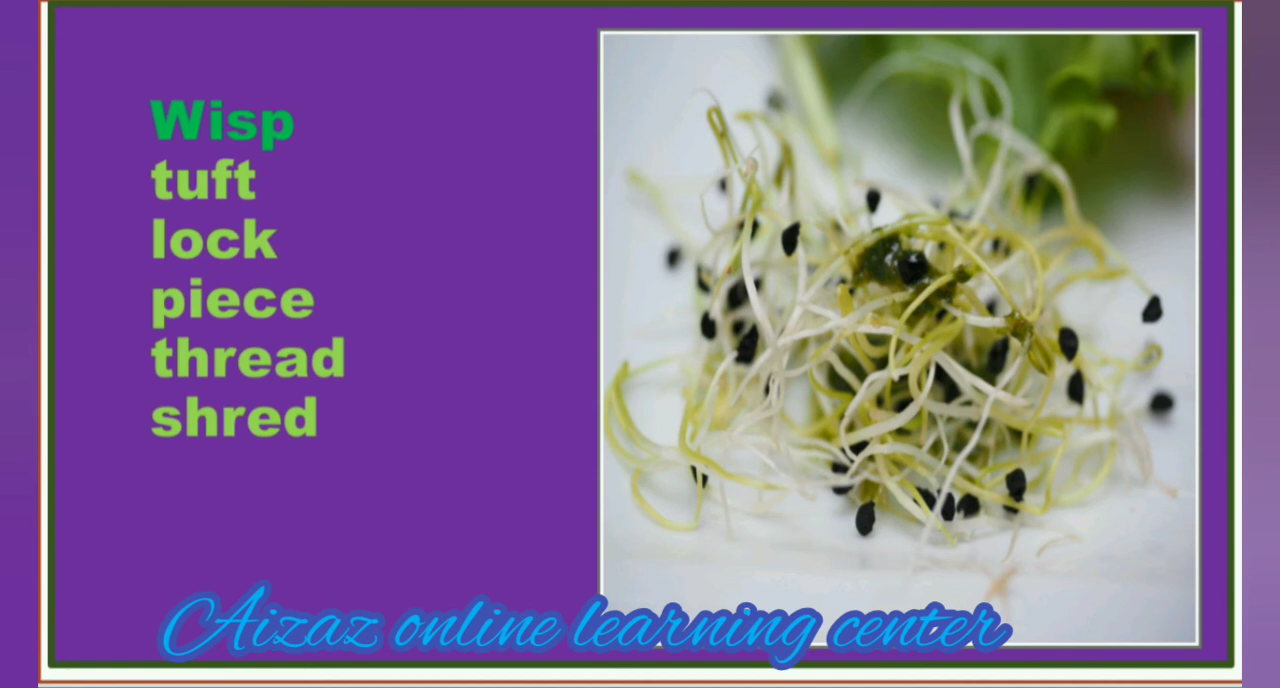 Wisp
tuft
lock
piece
thread
shred
Aizaz online learning center